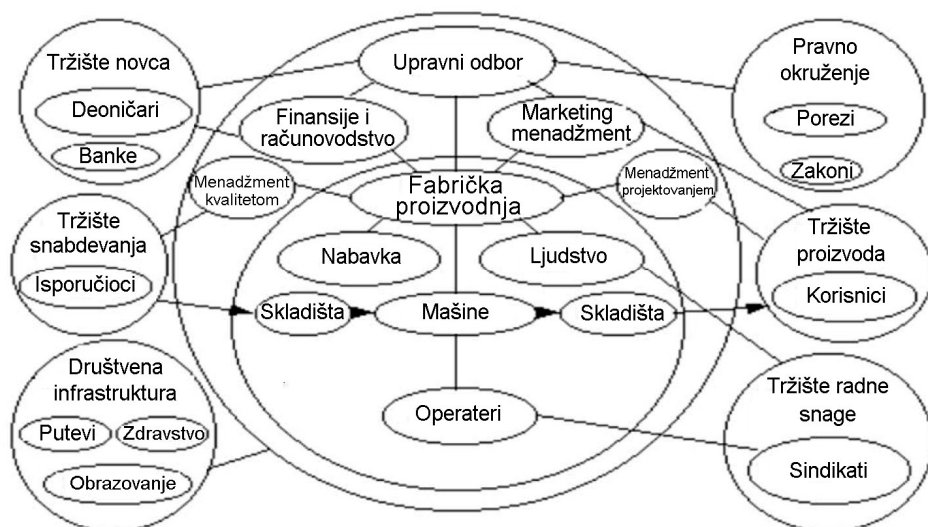 Tržište novca
Deoničari
Banke
Upravni odbor
Finansije i
računovodstvo
Marketing
menadžment
Pravno
okruženje
Porezi
Zakoni
Menadžment
kvalitetom
Fabrička
proizvodnja
Menadžment
projektovanjem
Tržište
snabdevanja
Isporučioci
Nabavka
Ljudstvo
Tržište
proizvoda
Korisnici
Skladišta
Mašine
Skladišta
Društvena
infrastruktura
Putevi
Zdravstvo
Obrazovanje
Operateri
Tržište radne
snage
Sindikati